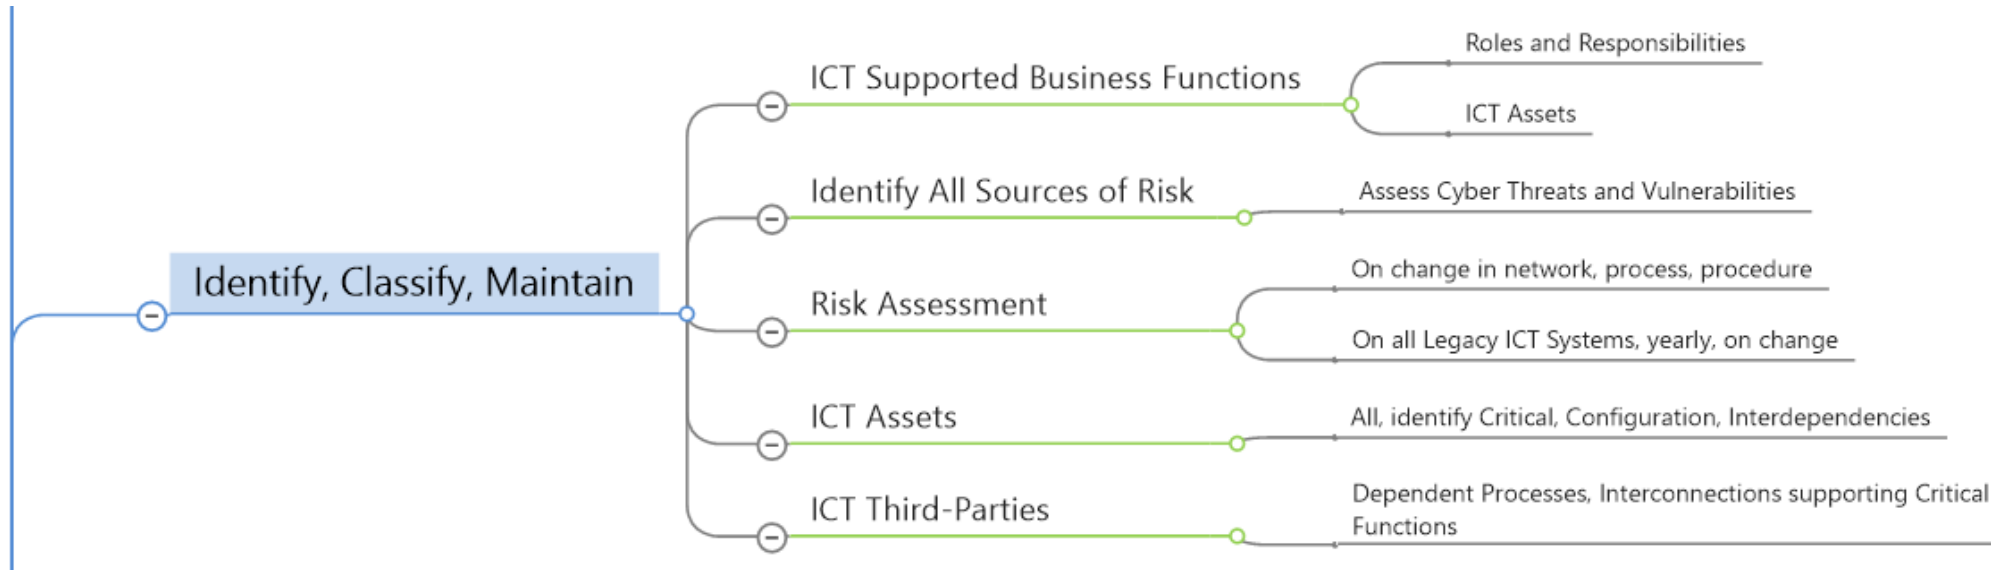 Identify, Classify, Maintain
ICT Supported Business Functions
Roles and Responsibilities
ICT Assets
Identify All Sources of Risk
Assess Cyber Threats and Vulnerabilities
Risk Assessment
On change in network, process, procedure
On all Legacy ICT Systems, yearly, on change
ICT Assets
All, identify Critical, Configuration, Interdependencies
ICT Third-Parties
Dependent Processes, Interconnections supporting Critical
Functions